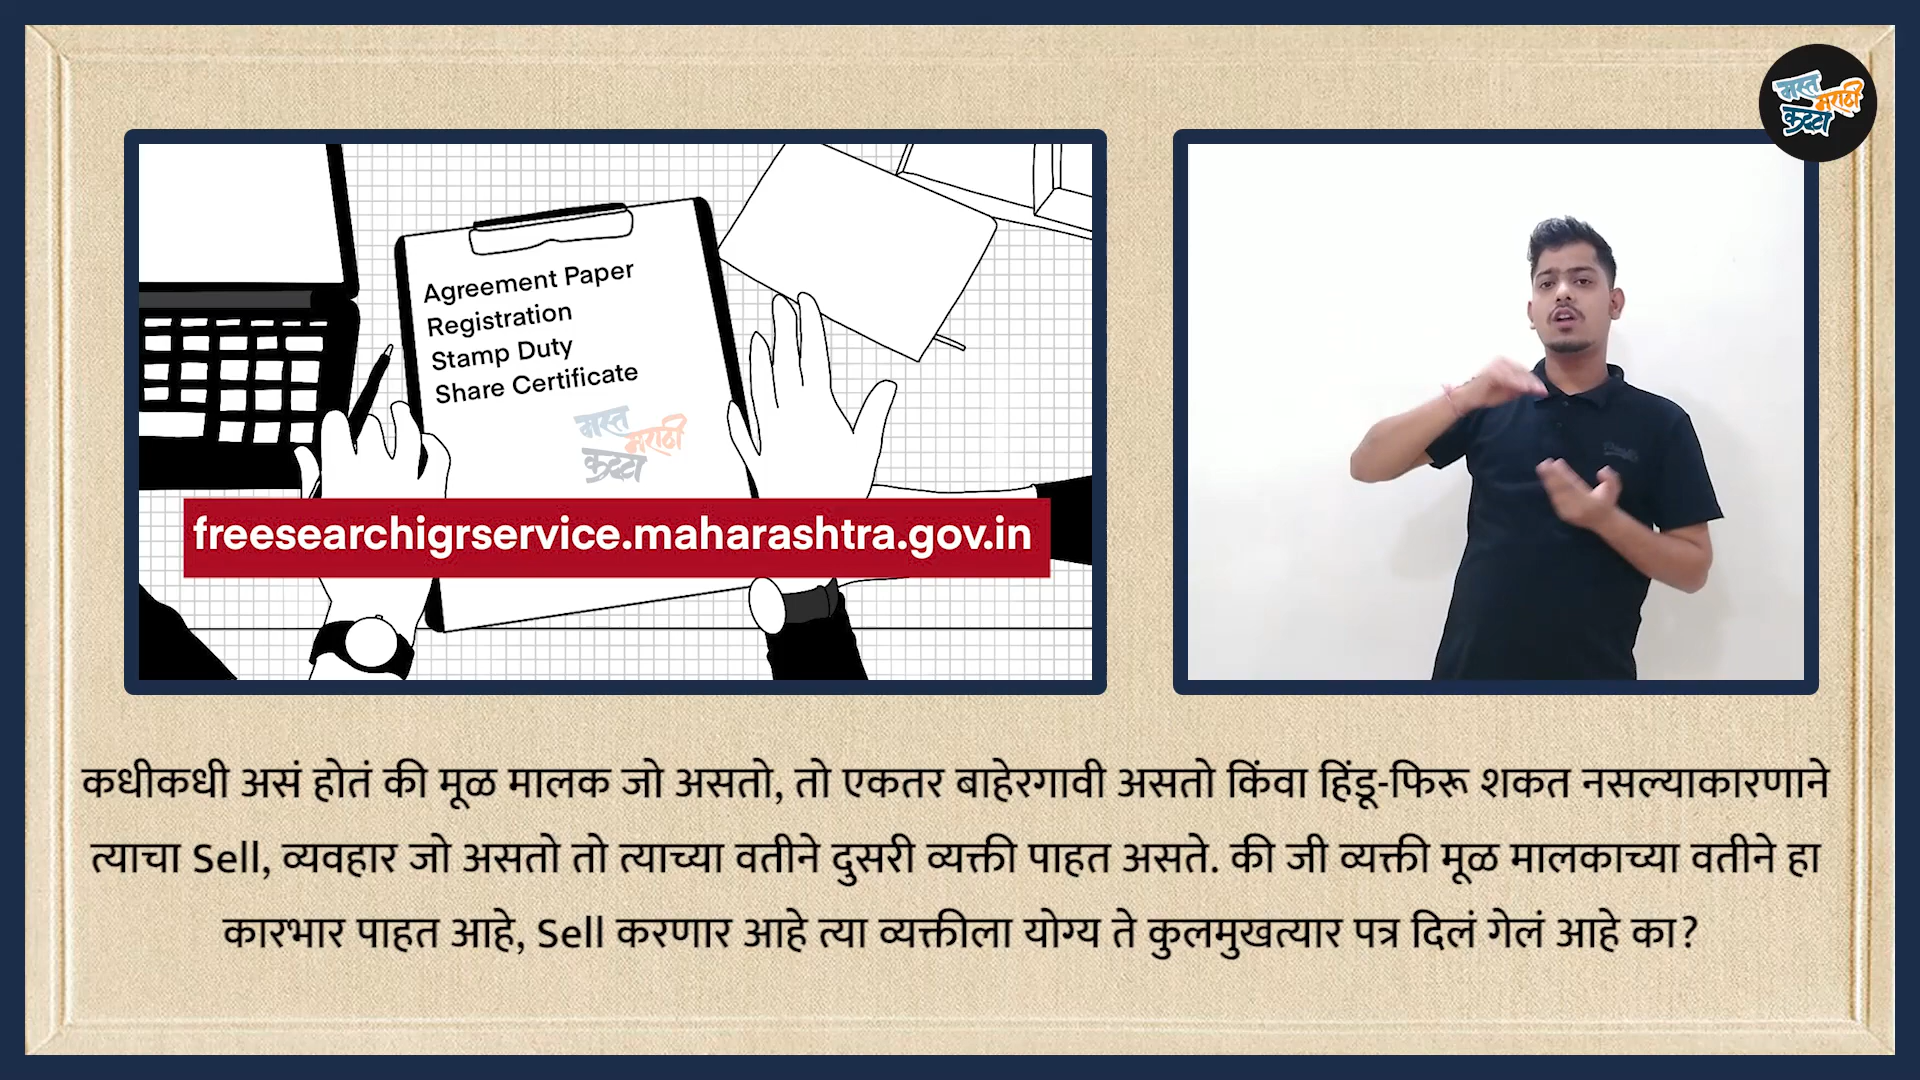 मस्त
मराठी
कट्टा
Agreement Paper
Registration
Stamp Duty
Share Certificate
मस्त
मराठी
कट्टा
freesearchigrservice.maharashtra.gov.in
कधीकधी असं होतं की मूळ मालक जो असतो, तो एकतर बाहेरगावी असतो किंवा हिंडू-फिरू शकत नसल्याकारणाने
त्याचा Sell, व्यवहार जो असतो तो त्याच्या वतीने दुसरी व्यक्ती पाहत असते. की जी व्यक्ती मूळ मालकाच्या वतीने हा
कारभार पाहत आहे, Sell करणार आहे त्या व्यक्तीला योग्य ते कुलमुखत्यार पत्र दिलं गेलं आहे का?